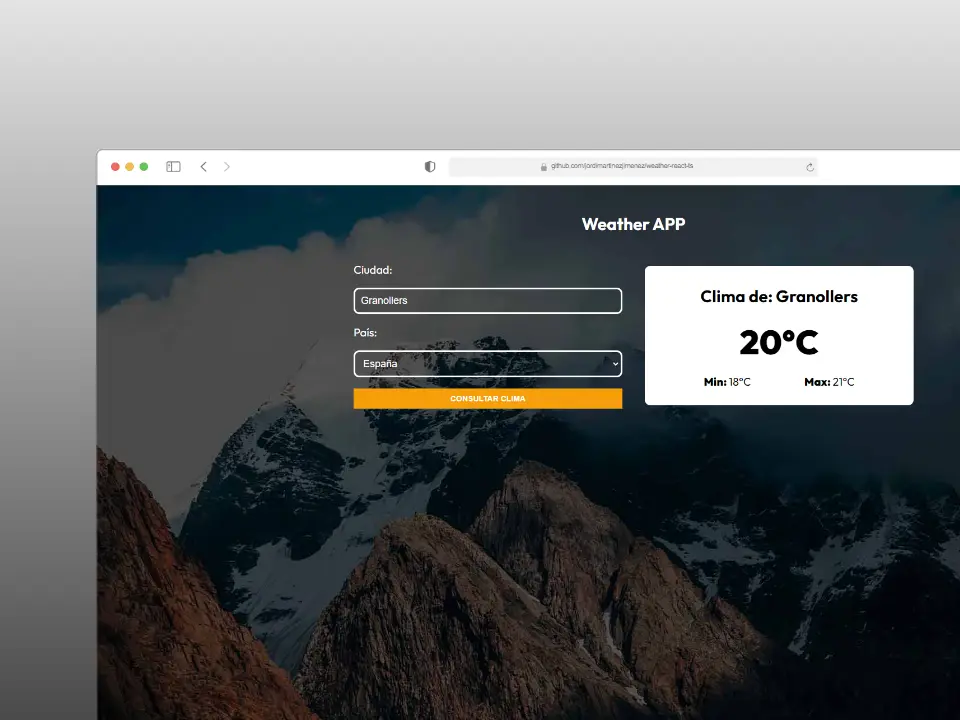 github.com/jordimartinezjimenez/weather-react-ts
Weather APP
Ciudad:
Granollers
País:
España
CONSULTAR CLIMA
Clima de: Granollers
20°C
Min: 18°C
Max: 21°C